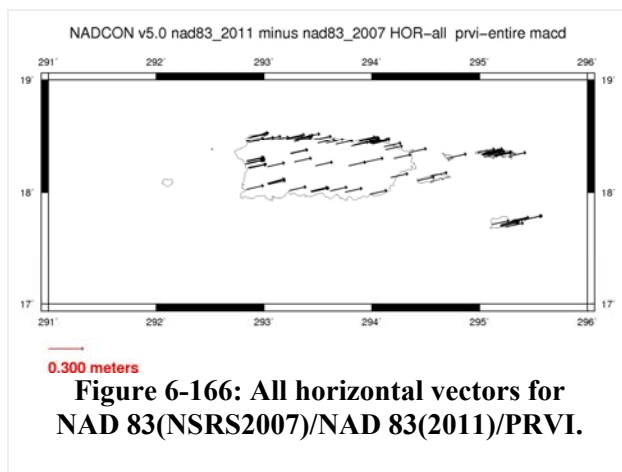 NADCON v5.0 nad83_2011 minus nad83_2007 HOR-all prvi-entire macd
291˚ 292˚ 293˚ 294˚ 295˚ 296˚
19˚ 19˚
18˚ 18˚
17˚ 17˚
291˚ 292˚ 293˚ 294˚ 295˚ 296˚
0.300 meters
Figure 6-166: All horizontal vectors for
NAD 83(NSRS2007)/NAD 83(2011)/PRVI.